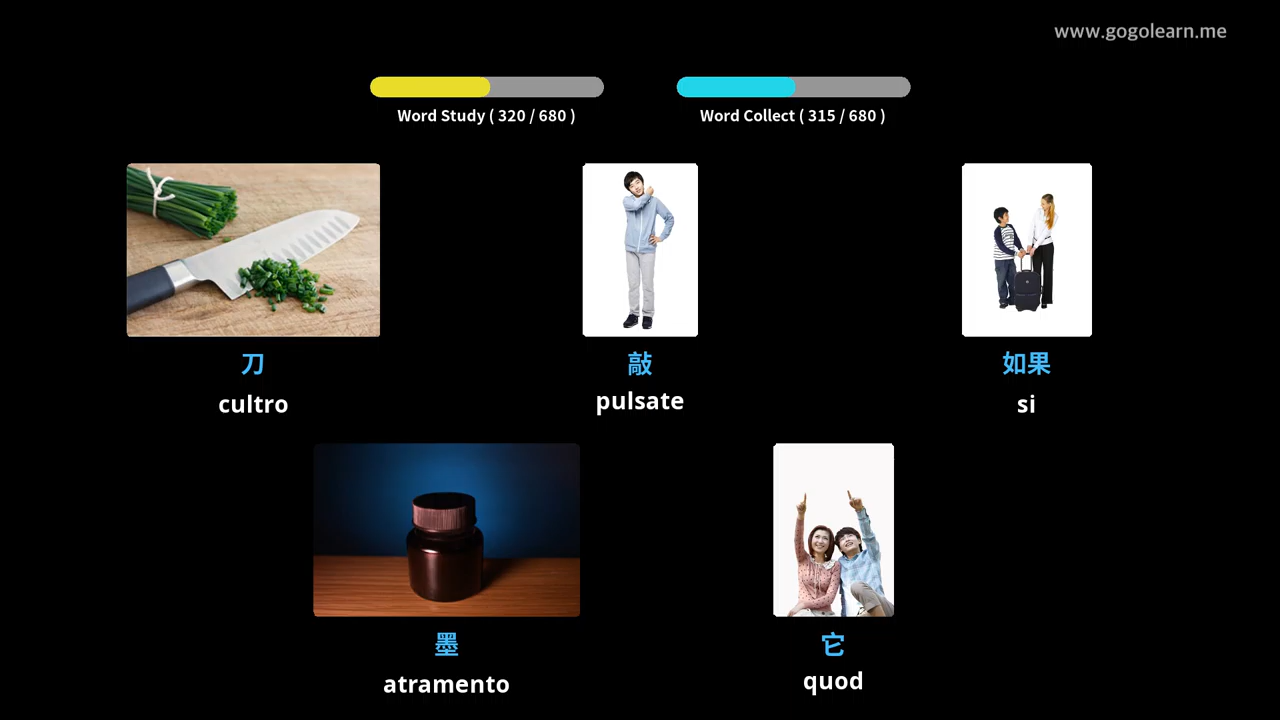 www.gogolearn.me
Word Study ( 320 / 680 )
Word Collect ( 315 / 680 )
刀
cultro
敲
pulsate
如果
si
墨
atramento
它
quod